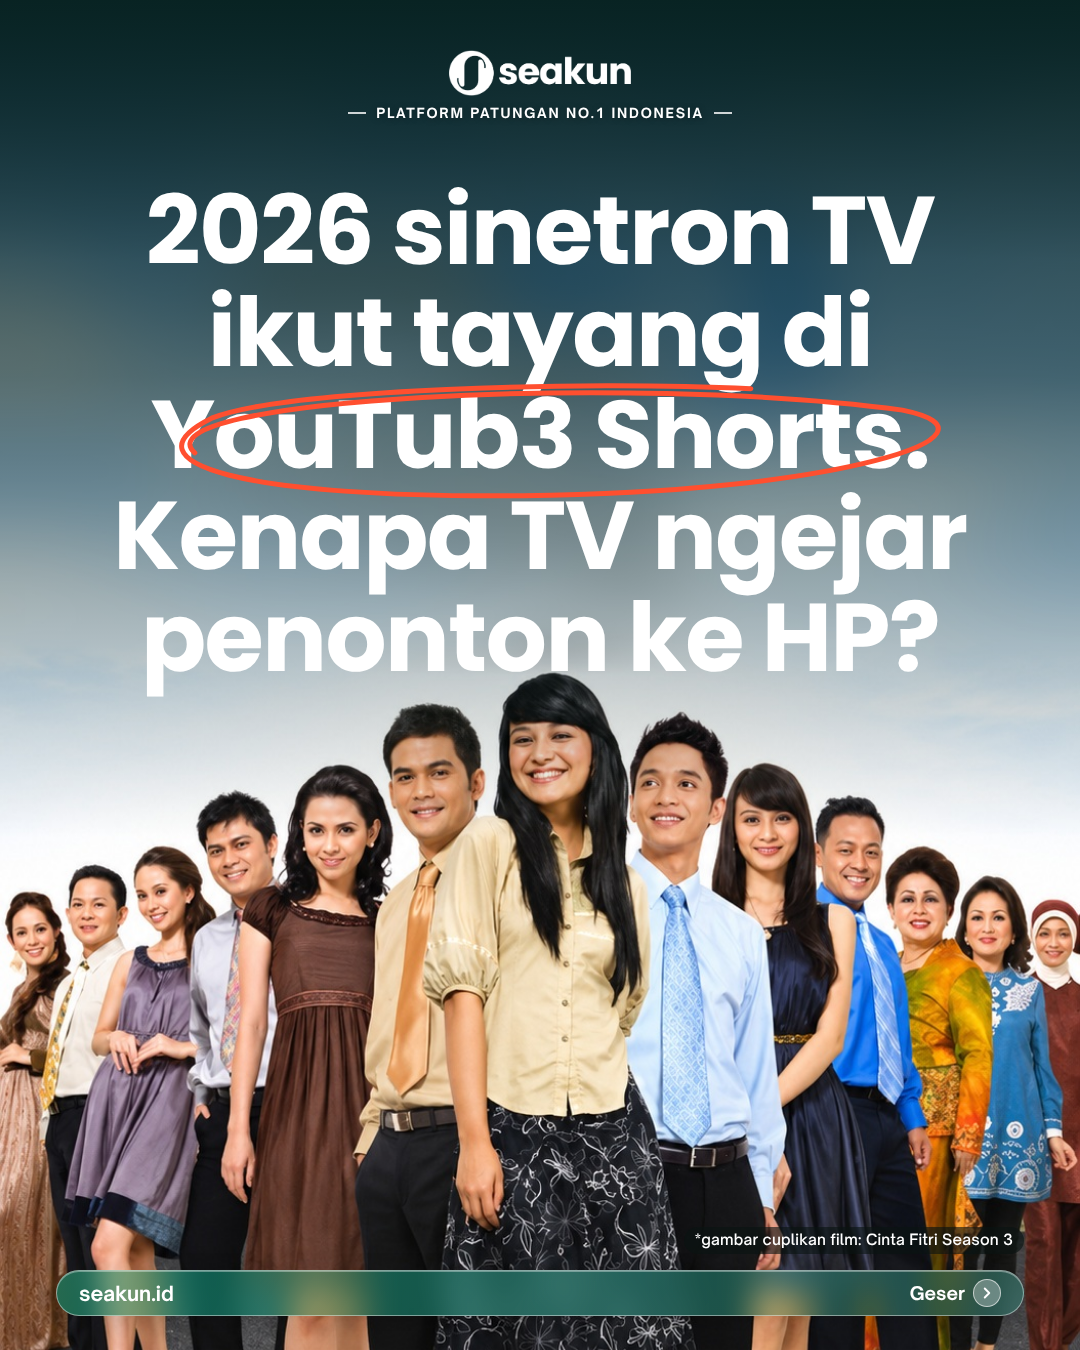 seakun
PLATFORM PATUNGAN NO.1 INDONESIA
2026 sinetron TV
ikut tayang di
YouTub3 Shorts.
Kenapa TV ngejar
penonton ke HP?
*gambar cuplikan film: Cinta Fitri Season 3
seakun.id
Geser